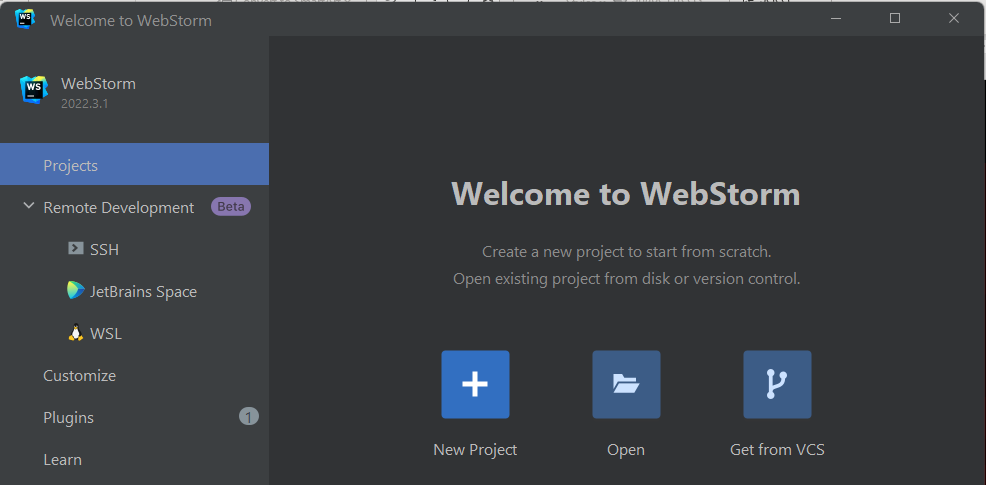 WS Welcome to WebStorm
WS WebStorm
2022.3.1
Projects
Remote Development Beta
SSH
JetBrains Space
WSL
Customize
Plugins 1
Learn
Welcome to WebStorm
Create a new project to start from scratch.
Open existing project from disk or version control.
New Project Open Get from VCS